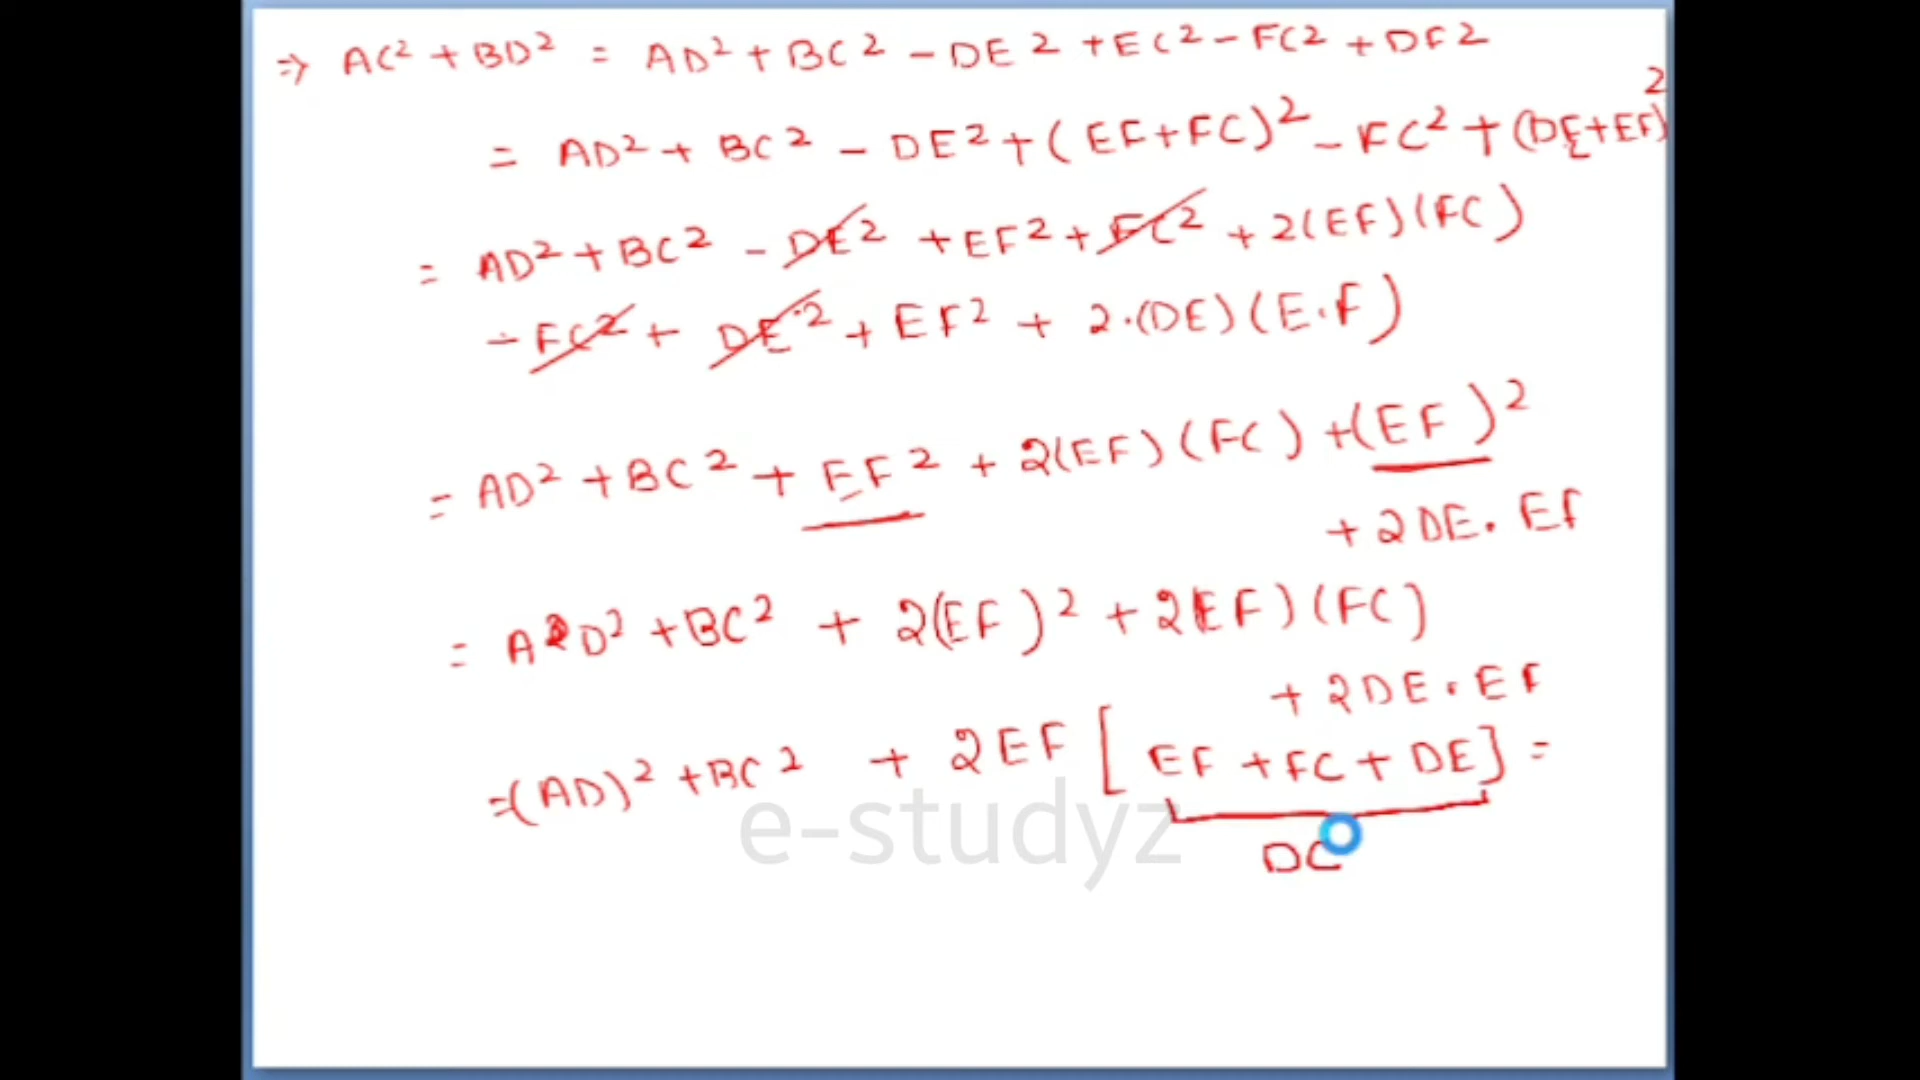 ⇒ AC² + BD² = AD² + BC² – DE² + EC² – FC² + DF²
= AD² + BC² – DE² + (EF+FC)² – FC² + (DE+EF)²
= AD² + BC² – DE² + EF² + FC² + 2(EF)(FC)
– FC² + DE² + EF² + 2·(DE)(E·F)
= AD² + BC² + EF² + 2(EF)(FC) + (EF)²
+ 2DE·EF
= AD² + BC² + 2(EF)² + 2EF)(FC)
+ 2DE·EF
=(AD)² + BC² + 2EF [EF + FC + DE] =
DC
e-studyz